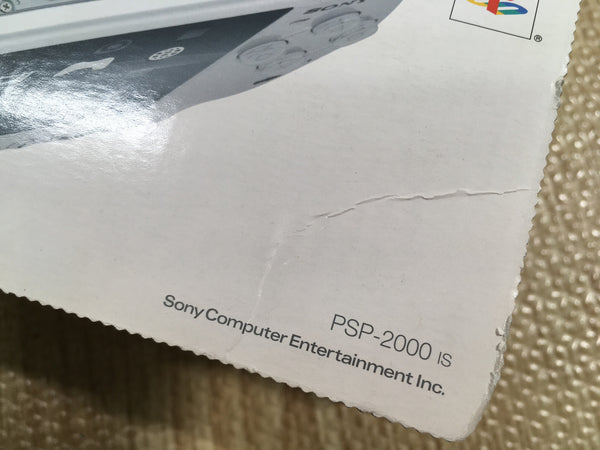 SONY
®
PSP-2000 IS
Sony Computer Entertainment Inc.